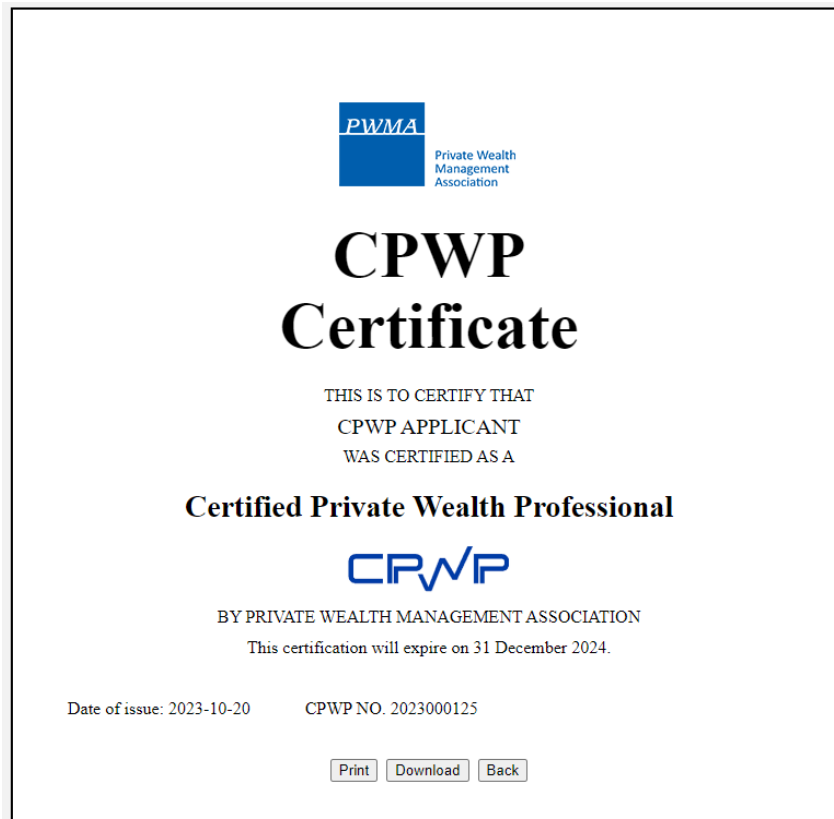 PWMA
Private Wealth
Management
Association
CPWP
Certificate
THIS IS TO CERTIFY THAT
CPWP APPLICANT
WAS CERTIFIED AS A
Certified Private Wealth Professional
CPWP
BY PRIVATE WEALTH MANAGEMENT ASSOCIATION
This certification will expire on 31 December 2024.
Date of issue: 2023-10-20 CPWP NO. 2023000125
Print Download Back